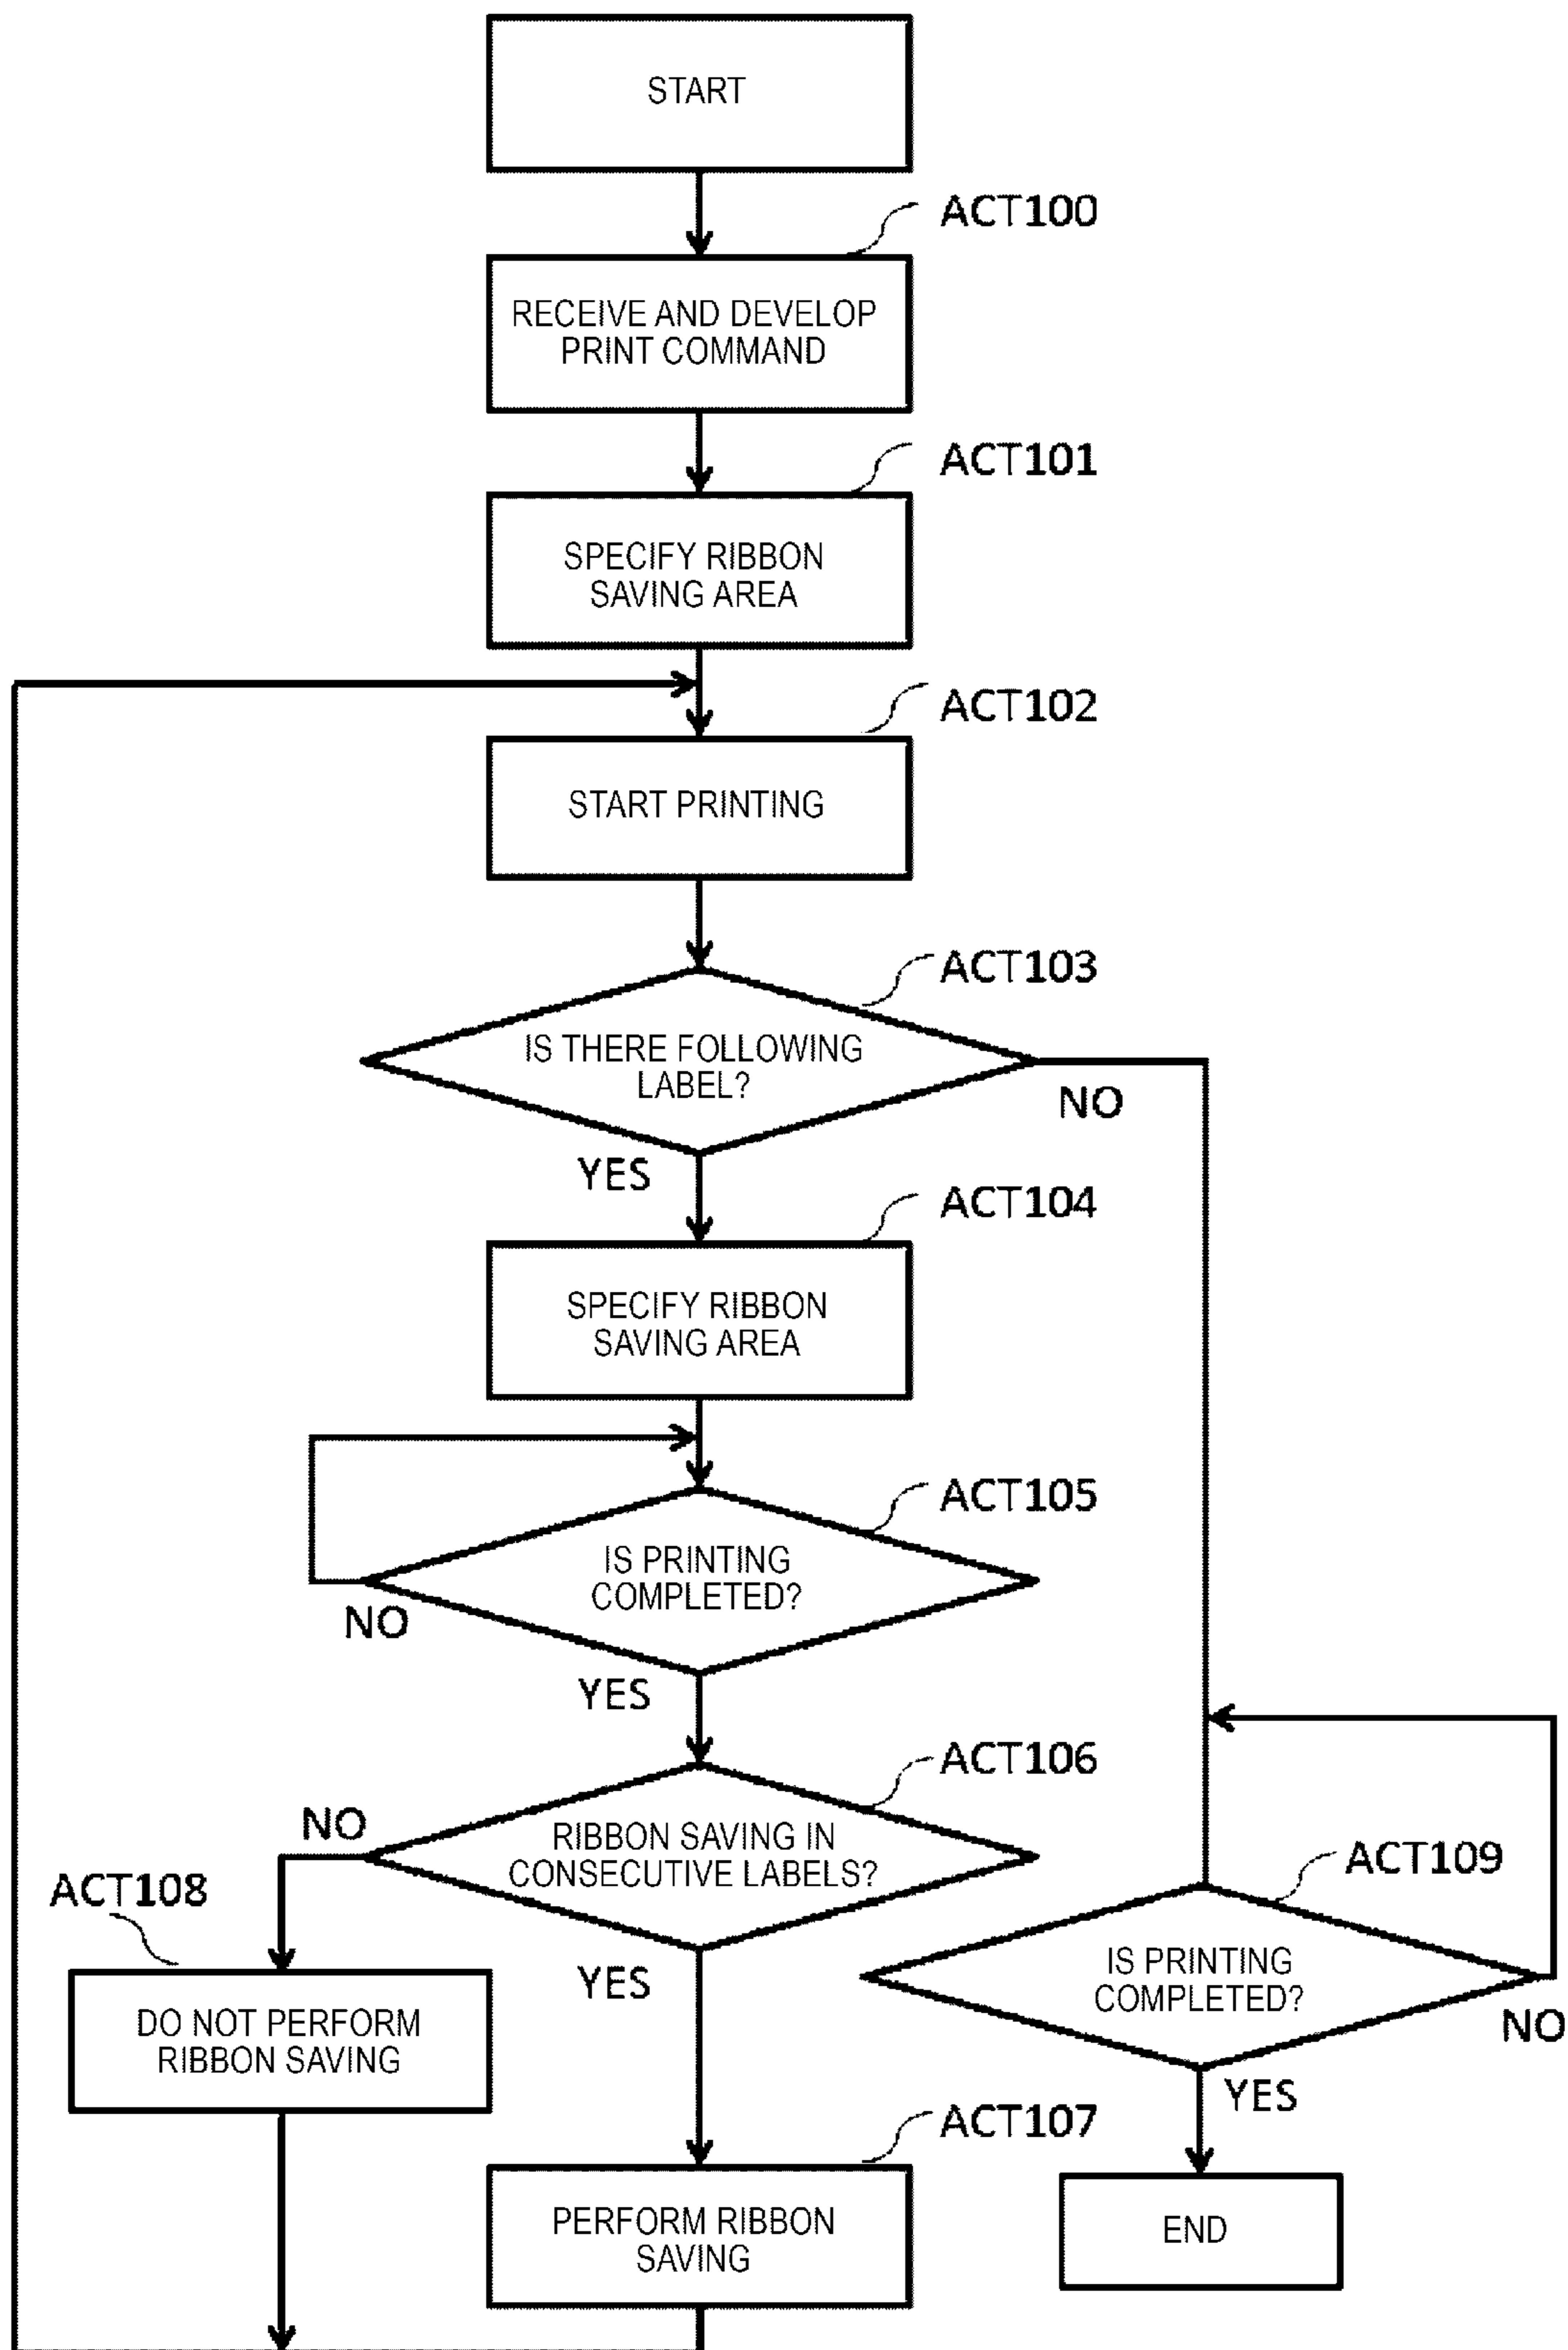 START
ACT100
RECEIVE AND DEVELOP
PRINT COMMAND
ACT101
SPECIFY RIBBON
SAVING AREA
ACT102
START PRINTING
ACT103
IS THERE FOLLOWING
LABEL?
NO
YES
ACT104
SPECIFY RIBBON
SAVING AREA
ACT105
IS PRINTING
COMPLETED?
NO
YES
ACT106
RIBBON SAVING IN
CONSECUTIVE LABELS?
NO
YES
ACT108
DO NOT PERFORM
RIBBON SAVING
ACT109
IS PRINTING
COMPLETED?
NO
YES
ACT107
PERFORM RIBBON
SAVING
END